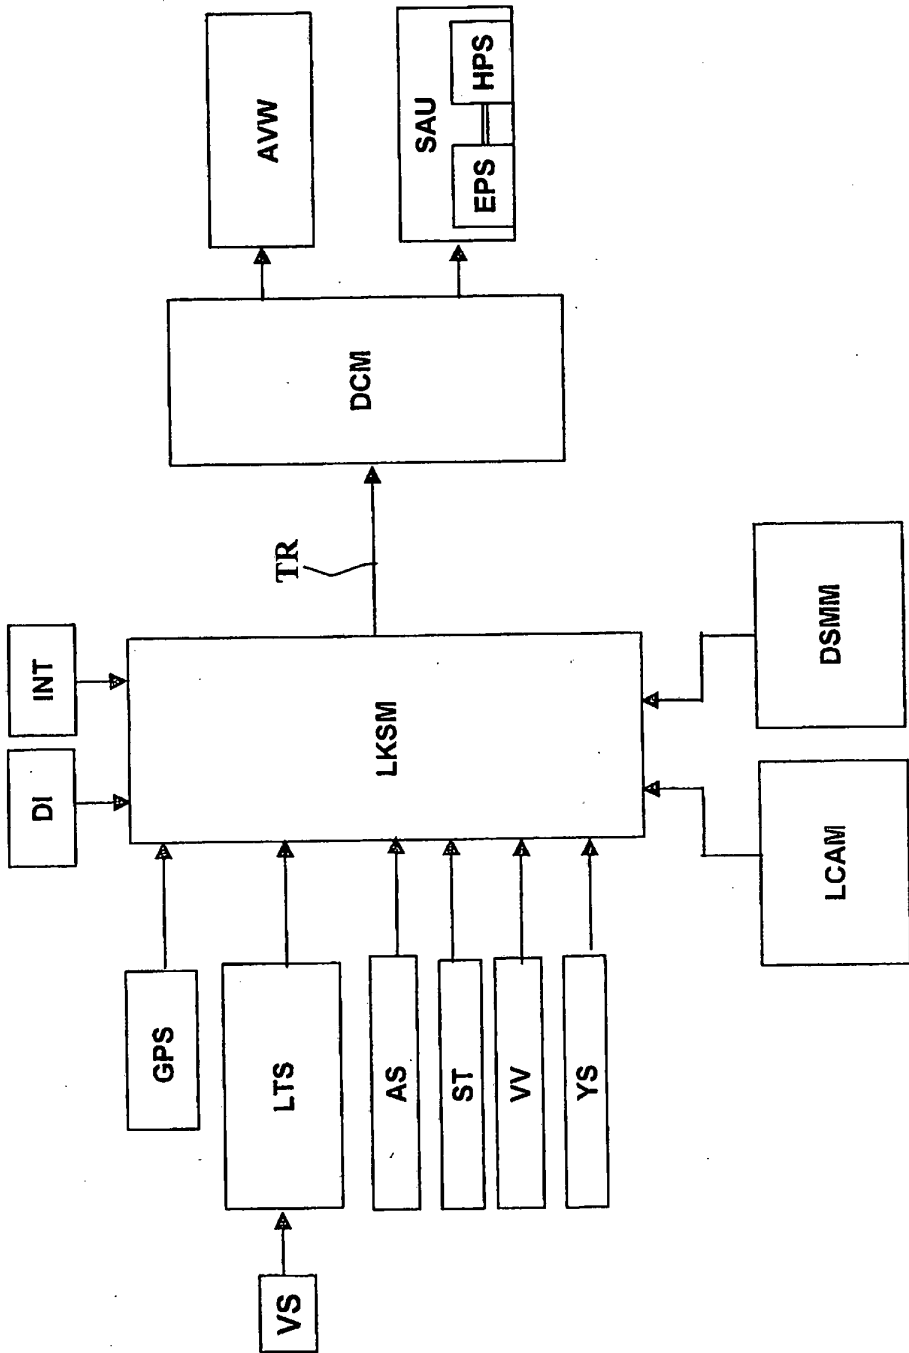 VS
GPS
LTS
AS
ST
VV
YS
DI
INT
LKSM
LCAM
DSMM
TR
DCM
AVW
SAU
EPS
HPS